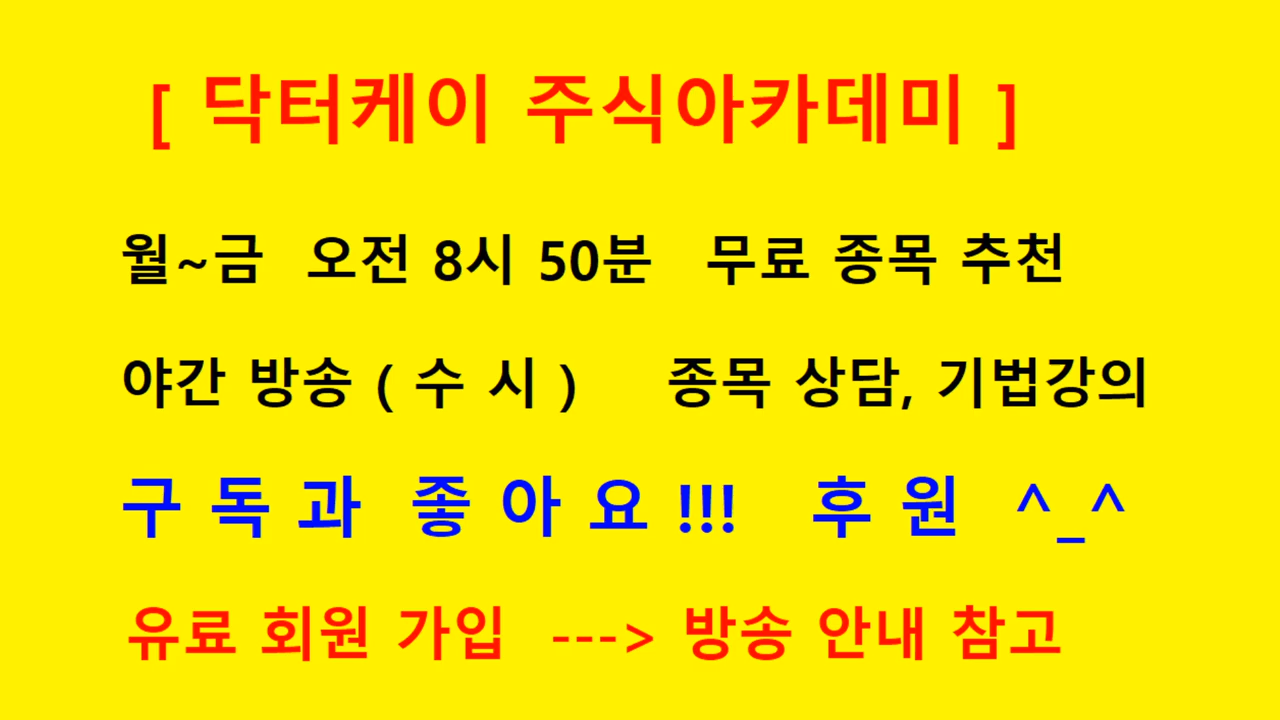 [ 닥터케이 주식아카데미 ]
월~금 오전 8시 50분 무료 종목 추천
야간 방송 ( 수 시 ) 종목 상담, 기법강의
구 독 과 좋 아 요 !!! 후 원 ^_^
유료 회원 가입 ---> 방송 안내 참고